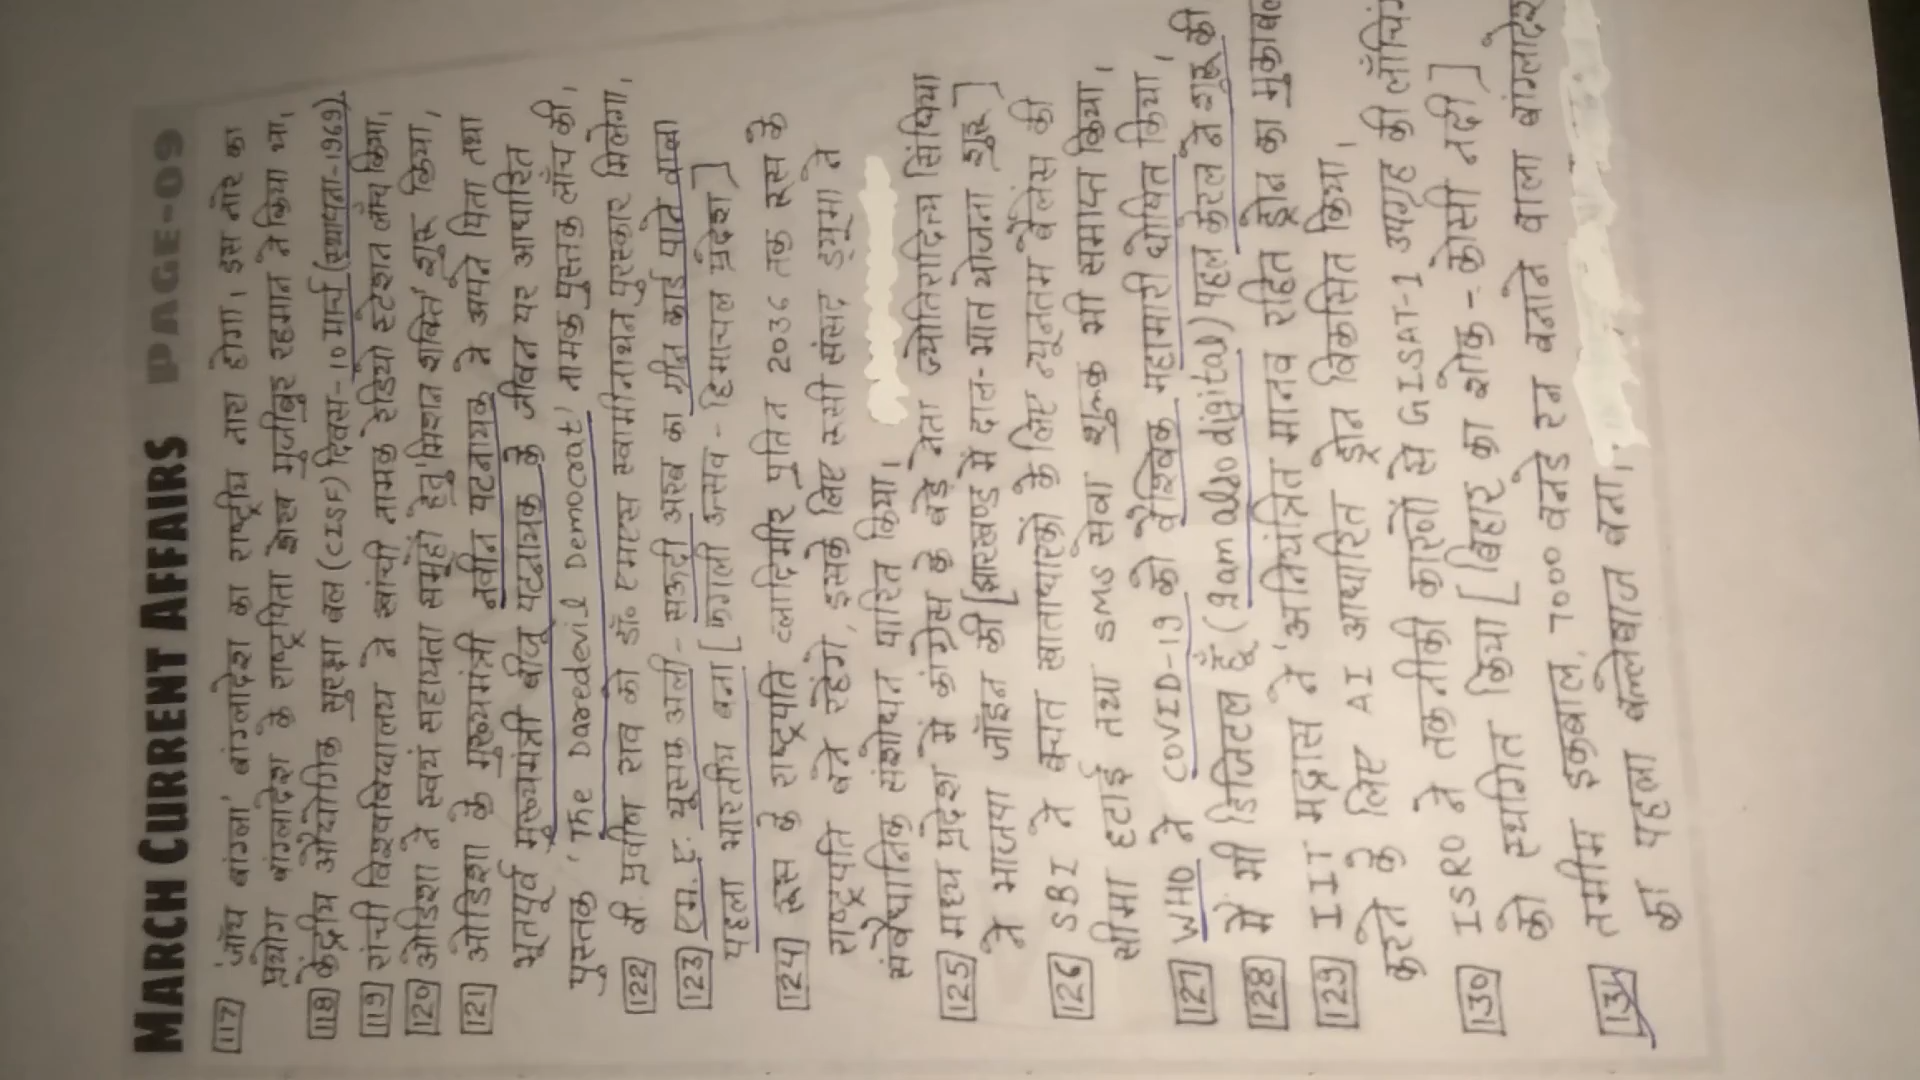 MARCH CURRENT AFFAIRS PAGE-09
117 'जॉय बांग्ला' बांग्लादेश का राष्ट्रीय नारा होगा। इस नारे का
प्रयोग बांग्लादेश के राष्ट्रपिता शेख मुजीबुर रहमान ने किया था।
118 केंद्रीय औद्योगिक सुरक्षा बल (CISF) दिवस-10 मार्च (स्थापना-1969)
119 रांची विश्वविद्यालय ने खांची नामक रेडियो स्टेशन लॉंच किया।
120 ओडिशा ने स्वयं सहायता समूहों हेतु मिशन शक्ति शुरू किया।
121 ओडिशा के मुख्यमंत्री नवीन पटनायक ने अपने पिता तथा
भूतपूर्व मुख्यमंत्री बीजू पटनायक के जीवन पर आधारित
पुस्तक 'The Daredevil Democrat' नामक पुस्तक लॉंच की।
122 वी. प्रवीण राव को डॉ॰ एमएस स्वामीनाथन पुरस्कार मिलेगा।
123 एम. ए. यूसुफ अली - सऊदी अरब का ग्रीन कार्ड पाने वाला
पहला भारतीय बना [फगली उत्सव - हिमाचल प्रदेश]
124 रूस के राष्ट्रपति व्लादिमीर पुतिन 2036 तक रूस के
राष्ट्रपति बने रहेंगे, इसके लिए रूसी संसद ड्यूमा ने
संवैधानिक संशोधन पारित किया।
125 मध्य प्रदेश में कांग्रेस के बड़े नेता ज्योतिरादित्य सिंधिया
ने भाजपा जॉइन की [झारखण्ड में दाल-भात योजना शुरू]
126 SBI ने बचत खाताधारकों के लिए न्यूनतम बैलेंस की
सीमा हटाई तथा SMS सेवा शुल्क भी समाप्त किया।
127 WHO ने COVID-19 को वैश्विक महामारी घोषित किया।
128 में भी डिजिटल हूँ (I am also digital) पहल केरल ने शुरू की
129 IIT मद्रास ने 'अनियंत्रित मानव रहित ड्रोन का
करने के लिए AI आधारित ड्रोन विकसित किया।
130 ISRO ने तकनीकी कारणों से GISAT-1 उपग्रह की
को स्थगित किया [बिहार का शोक - कोसी नदी]
131 तमीम इकबाल, 7000 वनडे रन बनाने वाला
का पहला बल्लेबाज बना।